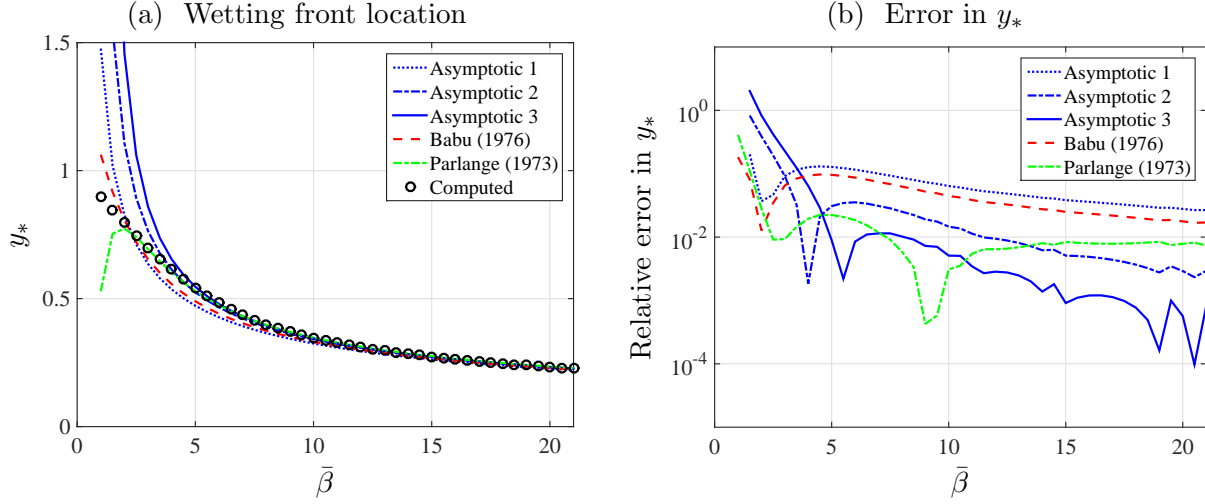 (a) Wetting front location
1.5
1
0.5
0
y*
0 5 10 15 20
β̄
Asymptotic 1
Asymptotic 2
Asymptotic 3
Babu (1976)
Parlange (1973)
Computed
(b) Error in y*
10^0
10^-2
10^-4
Relative error in y*
0 5 10 15 20
β̄
Asymptotic 1
Asymptotic 2
Asymptotic 3
Babu (1976)
Parlange (1973)